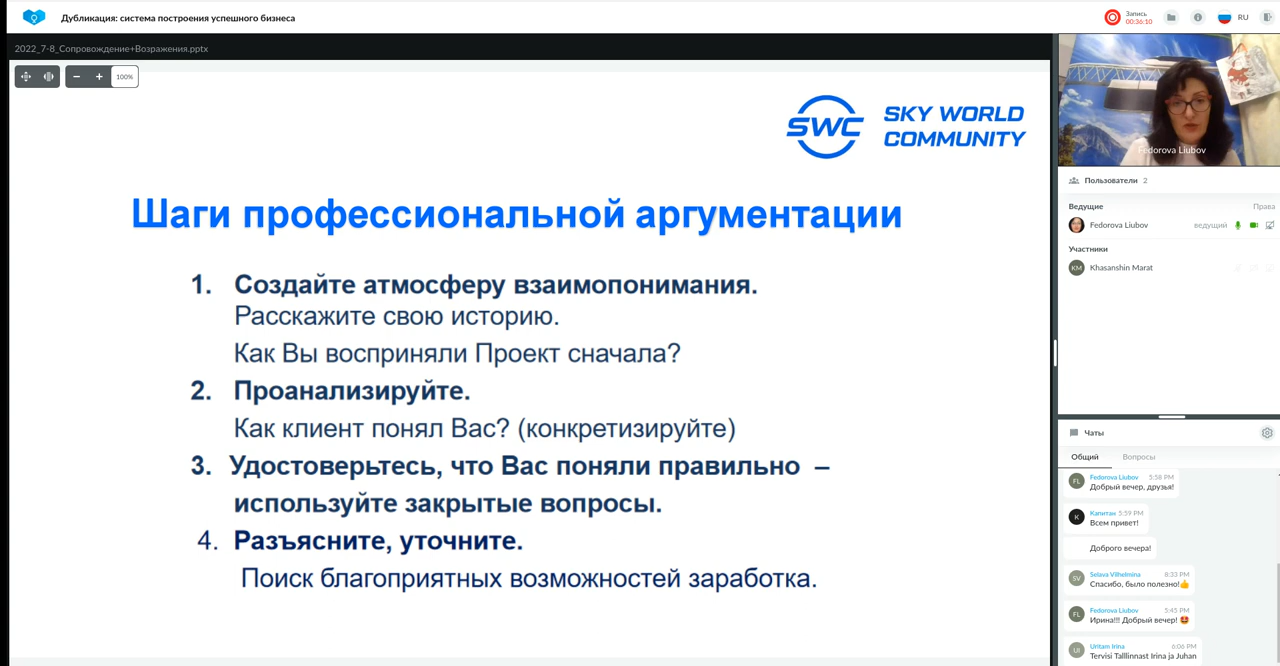 Дубликация: система построения успешного бизнеса
Запись
00:36:10
RU
2022_7-8_Сопровождение+Возражения.pptx
100%
SWC
SKY WORLD
COMMUNITY
Шаги профессиональной аргументации
1. Создайте атмосферу взаимопонимания.
Расскажите свою историю.
Как Вы восприняли Проект сначала?
2. Проанализируйте.
Как клиент понял Вас? (конкретизируйте)
3. Удостоверьтесь, что Вас поняли правильно –
используйте закрытые вопросы.
4. Разъясните, уточните.
Поиск благоприятных возможностей заработка.
Fedorova Liubov
Пользователи 2
Ведущие Права
Fedorova Liubov ведущий
Участники
KM Khasanshin Marat
Чаты
Общий Вопросы
FL Fedorova Liubov 5:58 PM
Добрый вечер, друзья!
K Капитан 5:59 PM
Всем привет!
Доброго вечера!
SV Selava Vilhelmina 8:33 PM
Спасибо, было полезно!👍
FL Fedorova Liubov 5:45 PM
Ирина!!! Добрый вечер! 🤩
UI Uritam Irina 6:06 PM
Tervisi Talllinnast Irina ja Juhan